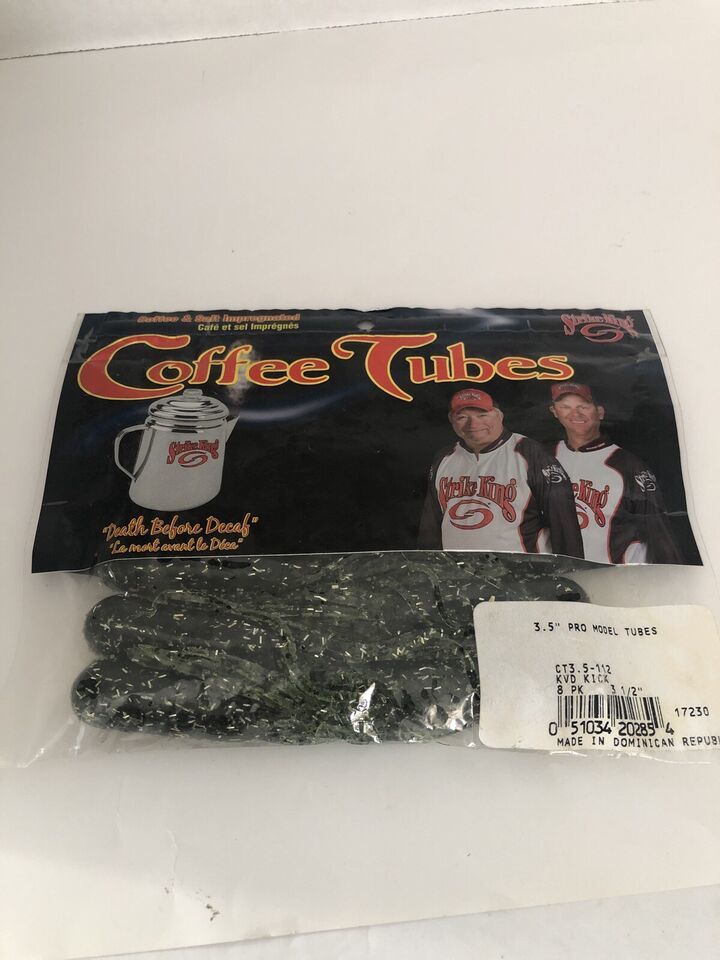 Coffee & Salt Impregnated
Café et sel Imprégnés
Strike King
Coffee Tubes
Strike King
Strike King
Strike King
"Death Before Decaf"
"La mort avant le Déca"
3.5" PRO MODEL TUBES
CT3.5-112
KVD KICK
8 PK 3 1/2"
17230
0 51034 20285 4
MADE IN DOMINICAN REPUB